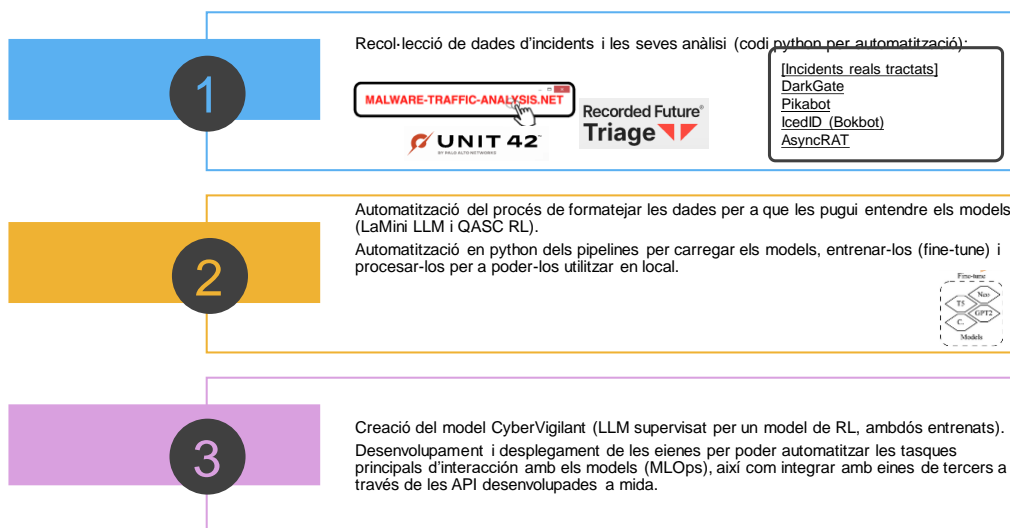 1
Recol·lecció de dades d'incidents i les seves anàlisi (codi python per automatització):
MALWARE-TRAFFIC-ANALYSIS.NET
UNIT 42
BY PALO ALTO NETWORKS
Recorded Future®
Triage
[Incidents reals tractats]
DarkGate
Pikabot
IcedID (Bokbot)
AsyncRAT
2
Automatització del procés de formatejar les dades per a que les pugui entendre els models
(LaMini LLM i QASC RL).
Automatització en python dels pipelines per carregar els models, entrenar-los (fine-tune) i
procesar-los per a poder-los utilitzar en local.
Fine-tune
Neo
T5
GPT2
C.
Models
3
Creació del model CyberVigilant (LLM supervisat per un model de RL, ambdós entrenats).
Desenvolupament i desplegament de les eienes per poder automatitzar les tasques
principals d'interacción amb els models (MLOps), així com integrar amb eines de tercers a
través de les API desenvolupades a mida.